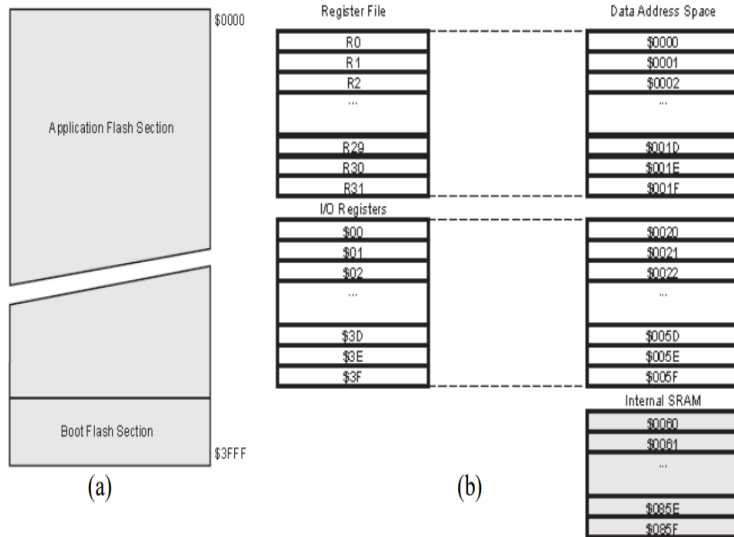 $0000
Application Flash Section
Boot Flash Section
$3FFF
(a)
Register File
R0
R1
R2
...
R29
R30
R31
I/O Registers
$00
$01
$02
...
$3D
$3E
$3F
Data Address Space
$0000
$0001
$0002
...
$001D
$001E
$001F
$0020
$0021
$0022
...
$005D
$005E
$005F
Internal SRAM
$0060
$0061
...
$085E
$085F
(b)